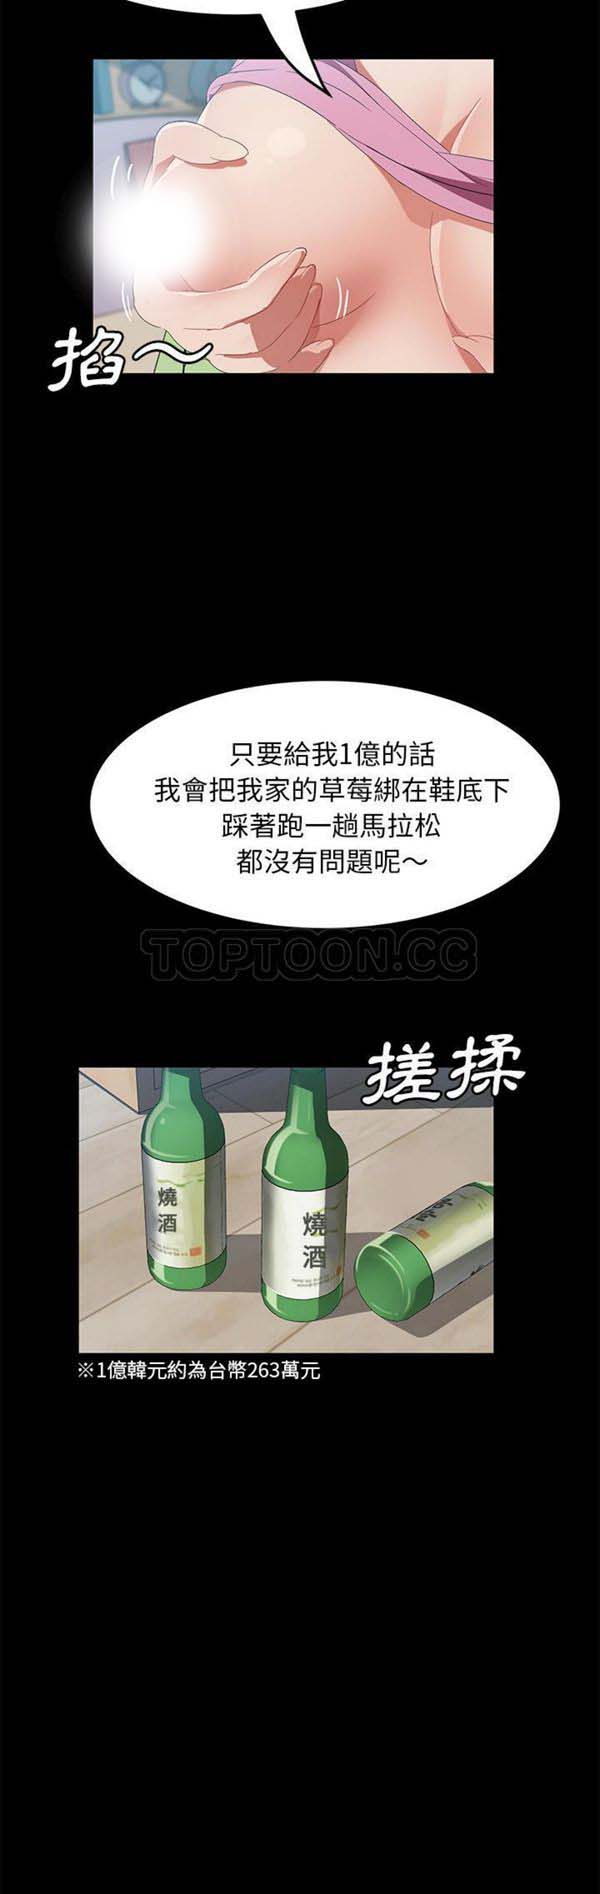 掐～
只要給我1億的話
我會把我家的草莓綁在鞋底下
踩著跑一趟馬拉松
都沒有問題呢～
TOPTOON.CC
搓揉
燒酒
燒酒
※1億韓元約為台幣263萬元